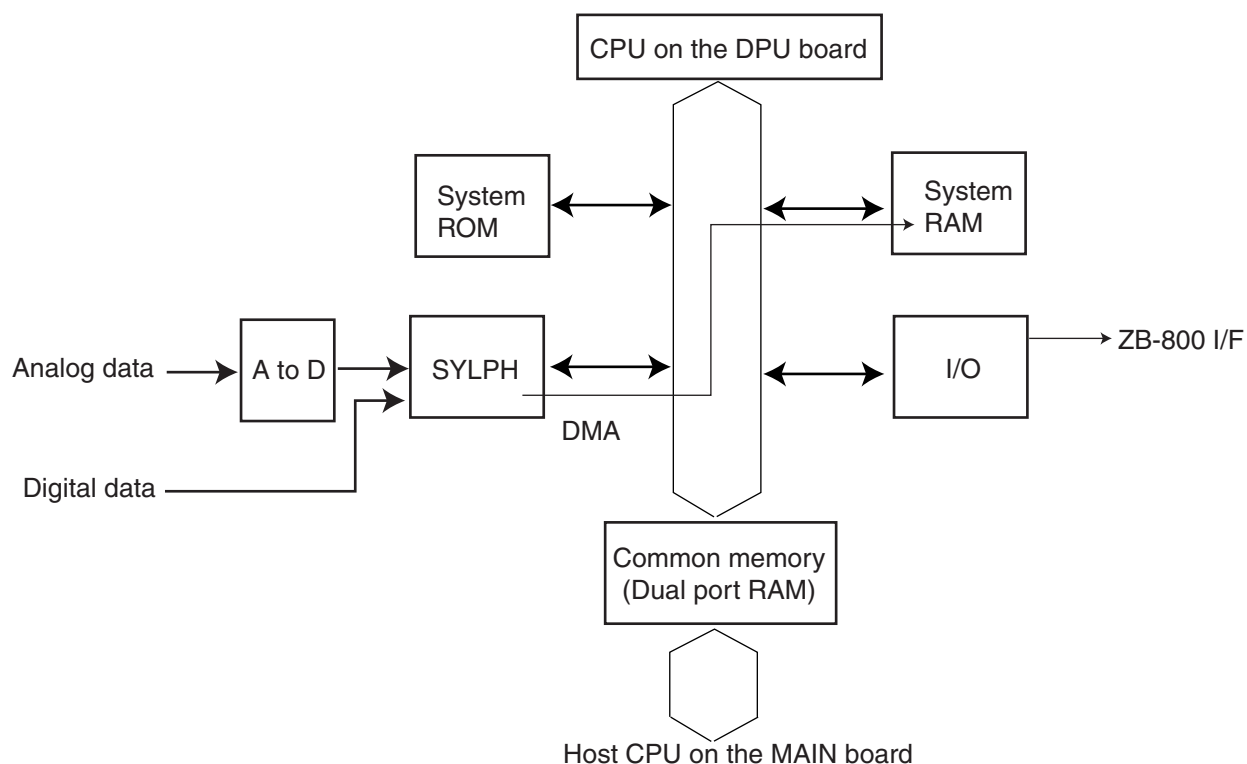 CPU on the DPU board
System
ROM
System
RAM
Analog data
A to D
SYLPH
I/O
ZB-800 I/F
DMA
Digital data
Common memory
(Dual port RAM)
Host CPU on the MAIN board